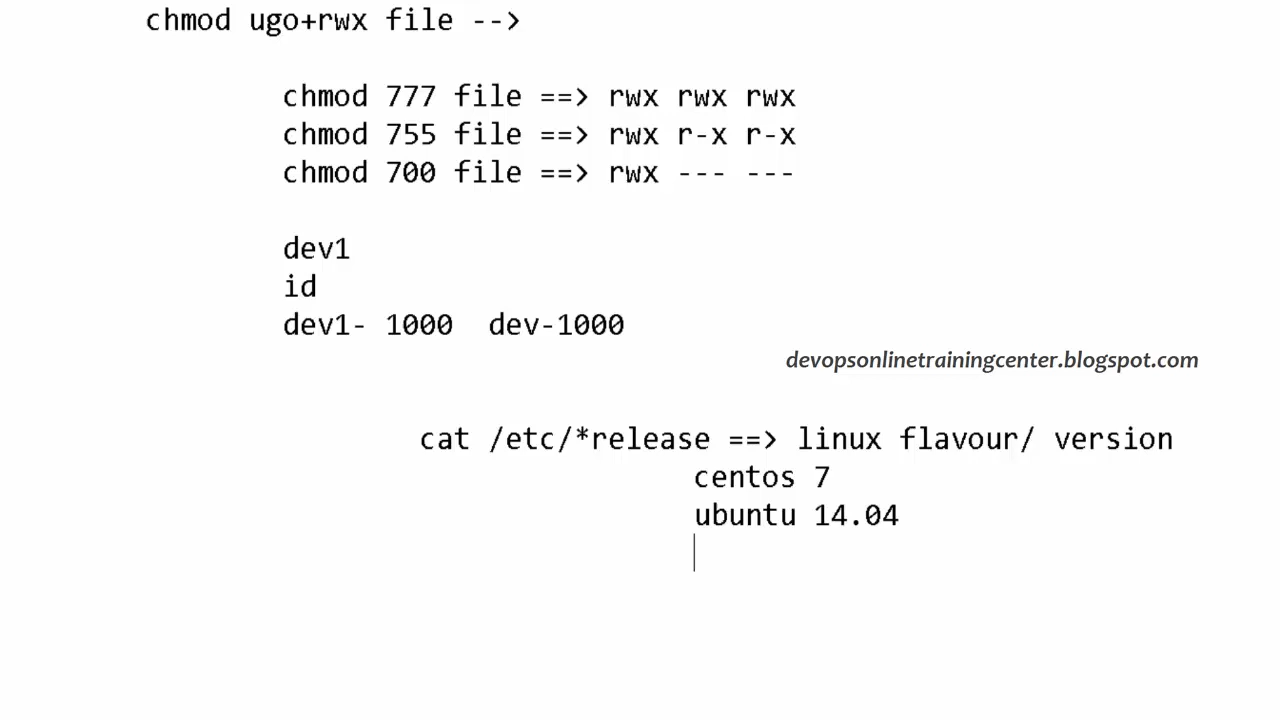 chmod ugo+rwx file -->
chmod 777 file ==> rwx rwx rwx
chmod 755 file ==> rwx r-x r-x
chmod 700 file ==> rwx --- ---
dev1
id
dev1- 1000  dev-1000
devopsonlinetrainingcenter.blogspot.com
cat /etc/*release ==> linux flavour/ version
centos 7
ubuntu 14.04